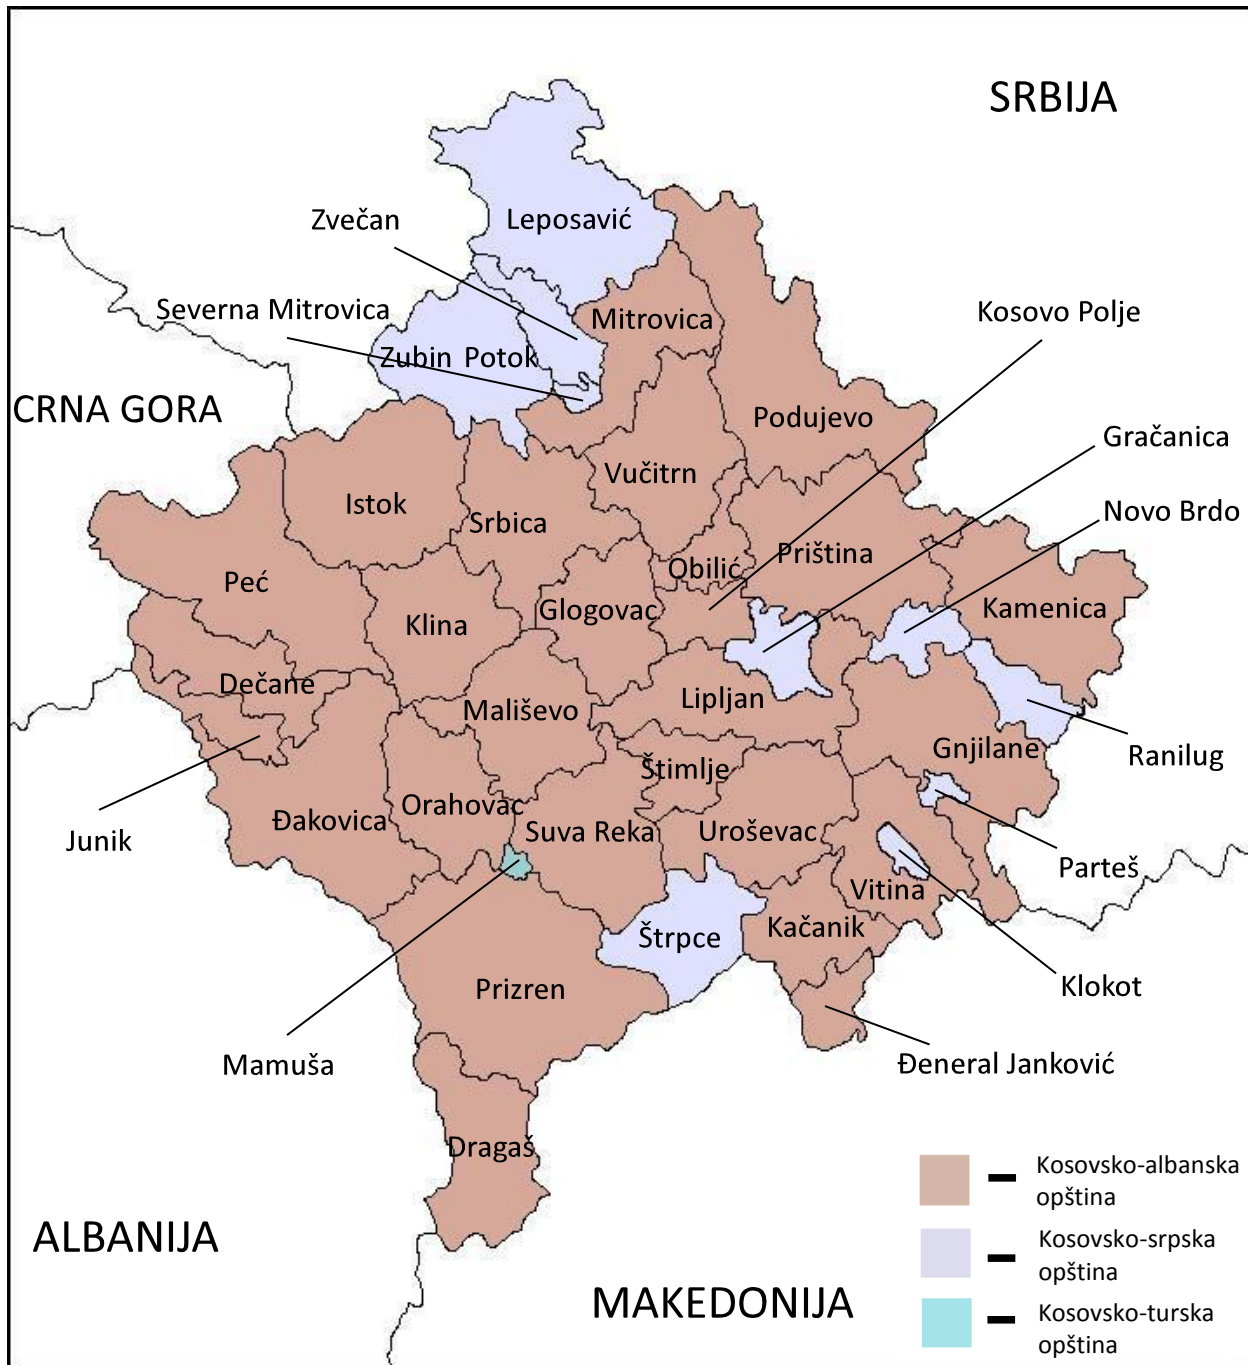 SRBIJA
Zvečan
Leposavić
Severna Mitrovica
Mitrovica
Kosovo Polje
Zubin Potok
CRNA GORA
Podujevo
Gračanica
Vučitrn
Istok
Srbica
Novo Brdo
Priština
Obilić
Peć
Klina
Glogovac
Kamenica
Dečane
Mališevo
Lipljan
Gnjilane
Ranilug
Štimlje
Junik
Đakovica
Orahovac
Suva Reka
Uroševac
Parteš
Vitina
Kačanik
Štrpce
Prizren
Klokot
Mamuša
Đeneral Janković
Dragaš
ALBANIJA
MAKEDONIJA
Kosovsko-albanska
opština
Kosovsko-srpska
opština
Kosovsko-turska
opština